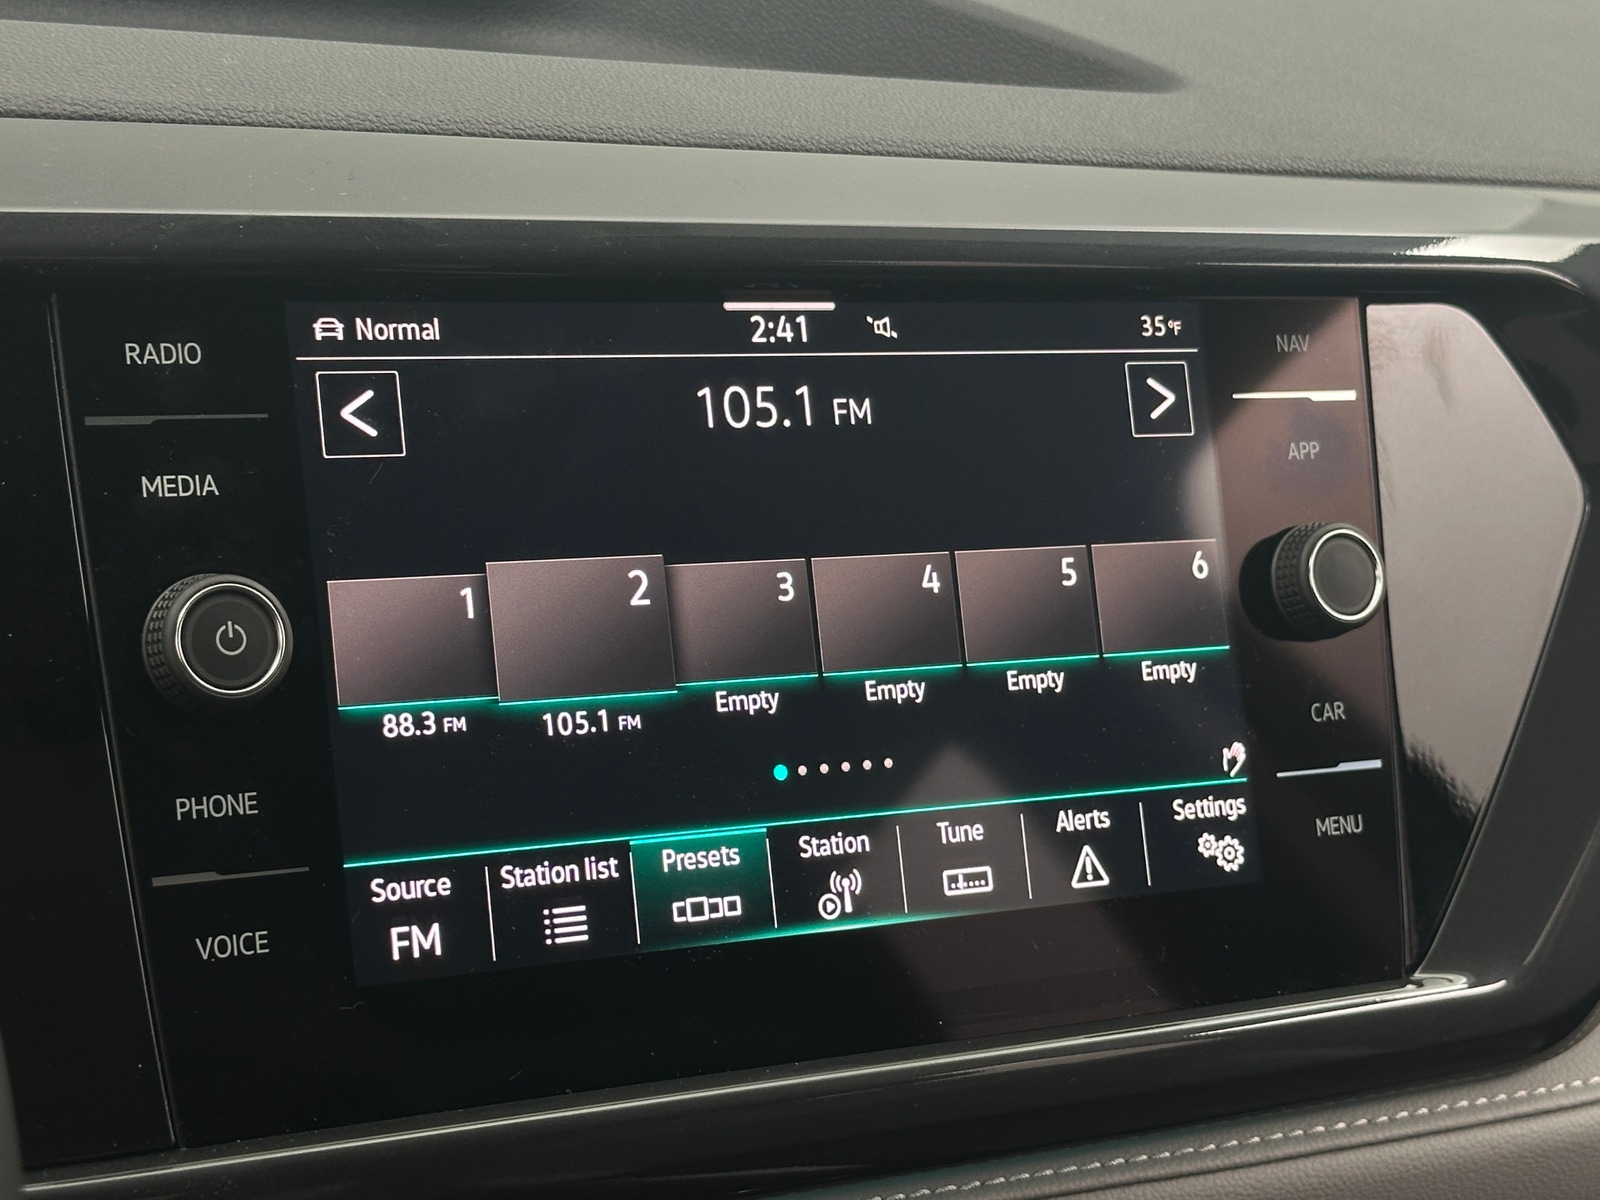 RADIO
MEDIA
PHONE
VOICE
Normal
2:41
35°F
<
105.1 FM
>
1
2
3
4
5
6
88.3 FM
105.1 FM
Empty
Empty
Empty
Empty
Source
FM
Station list
Presets
Station
Tune
Alerts
Settings
NAV
APP
CAR
MENU